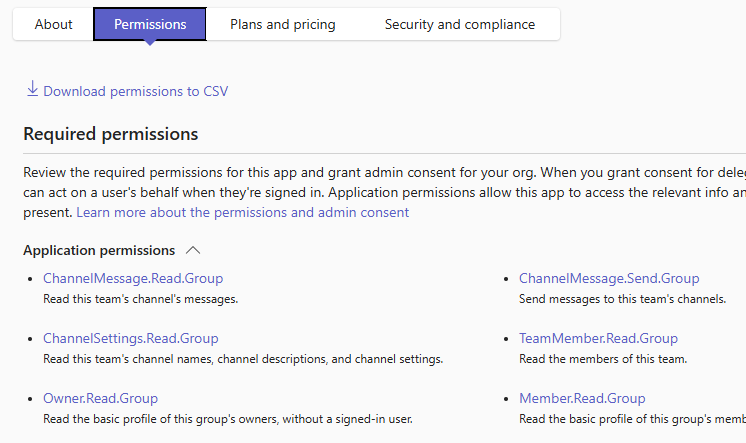 About Permissions Plans and pricing Security and compliance
Download permissions to CSV
Required permissions
Review the required permissions for this app and grant admin consent for your org. When you grant consent for
can act on a user's behalf when they're signed in. Application permissions allow this app to access the relevant info
present. Learn more about the permissions and admin consent
Application permissions
ChannelMessage.Read.Group
Read this team's channel's messages.
ChannelMessage.Send.Group
Send messages to this team's channels.
ChannelSettings.Read.Group
Read this team's channel names, channel descriptions, and channel settings.
TeamMember.Read.Group
Read the members of this team.
Owner.Read.Group
Read the basic profile of this group's owners, without a signed-in user.
Member.Read.Group
Read the basic profile of this group's